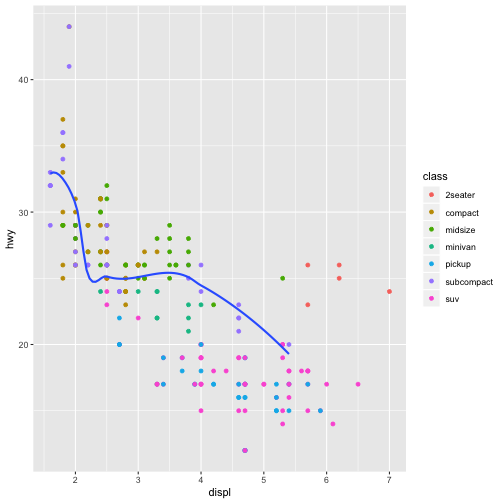 hwy
40
30
20
2
3
4
5
6
7
displ
class
2seater
compact
midsize
minivan
pickup
subcompact
suv